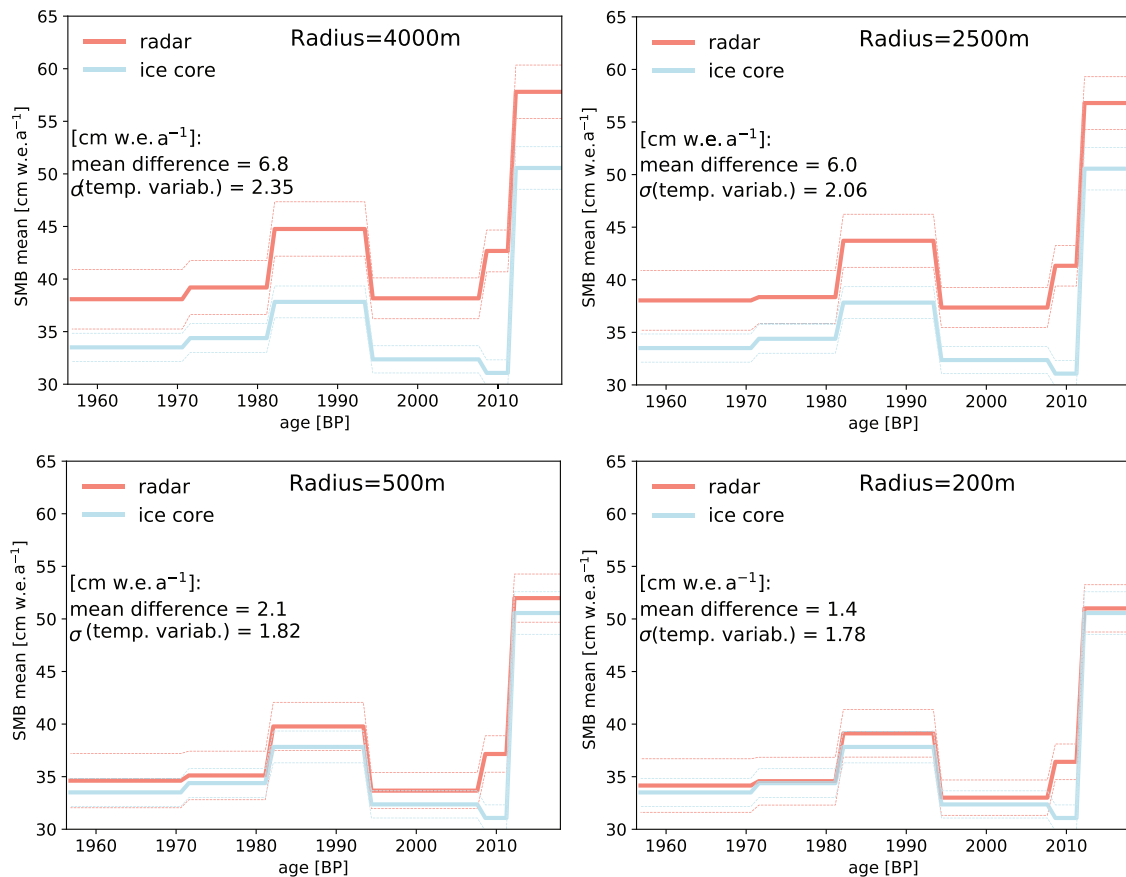 Radius=4000m
radar
ice core
[cm w.e. a⁻¹]:
mean difference = 6.8
σ(temp. variab.) = 2.35
SMB mean [cm w.e. a⁻¹]
65
60
55
50
45
40
35
30
1960 1970 1980 1990 2000 2010
age [BP]
Radius=2500m
radar
ice core
[cm w.e. a⁻¹]:
mean difference = 6.0
σ(temp. variab.) = 2.06
SMB mean [cm w.e. a⁻¹]
65
60
55
50
45
40
35
30
1960 1970 1980 1990 2000 2010
age [BP]
Radius=500m
radar
ice core
[cm w.e. a⁻¹]:
mean difference = 2.1
σ (temp. variab.) = 1.82
SMB mean [cm w.e. a⁻¹]
65
60
55
50
45
40
35
30
1960 1970 1980 1990 2000 2010
age [BP]
Radius=200m
radar
ice core
[cm w.e. a⁻¹]:
mean difference = 1.4
σ(temp. variab.) = 1.78
SMB mean [cm w.e. a⁻¹]
65
60
55
50
45
40
35
30
1960 1970 1980 1990 2000 2010
age [BP]